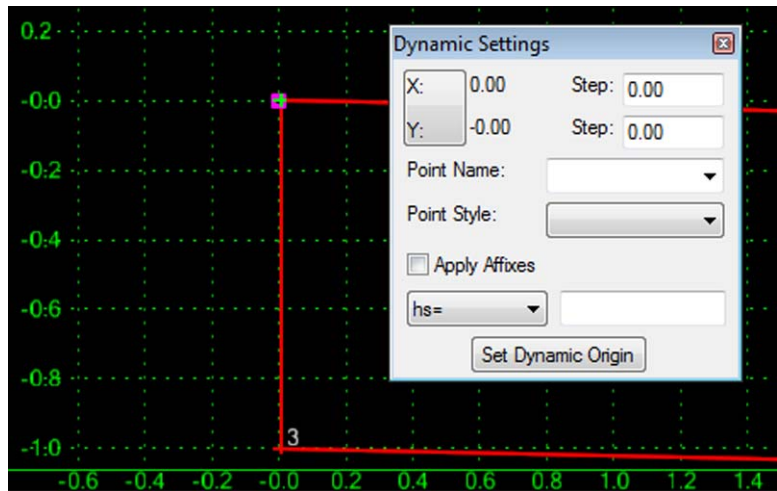 0.2
Dynamic Settings
-0.0
X: 0.00 Step: 0.00
Y: -0.00 Step: 0.00
-0.2
Point Name:
Point Style:
-0.4
Apply Affixes
-0.6
hs=
Set Dynamic Origin
-0.8
3
-1.0
-0.6 -0.4 -0.2 -0.0 0.2 0.4 0.6 0.8 1.0 1.2 1.4